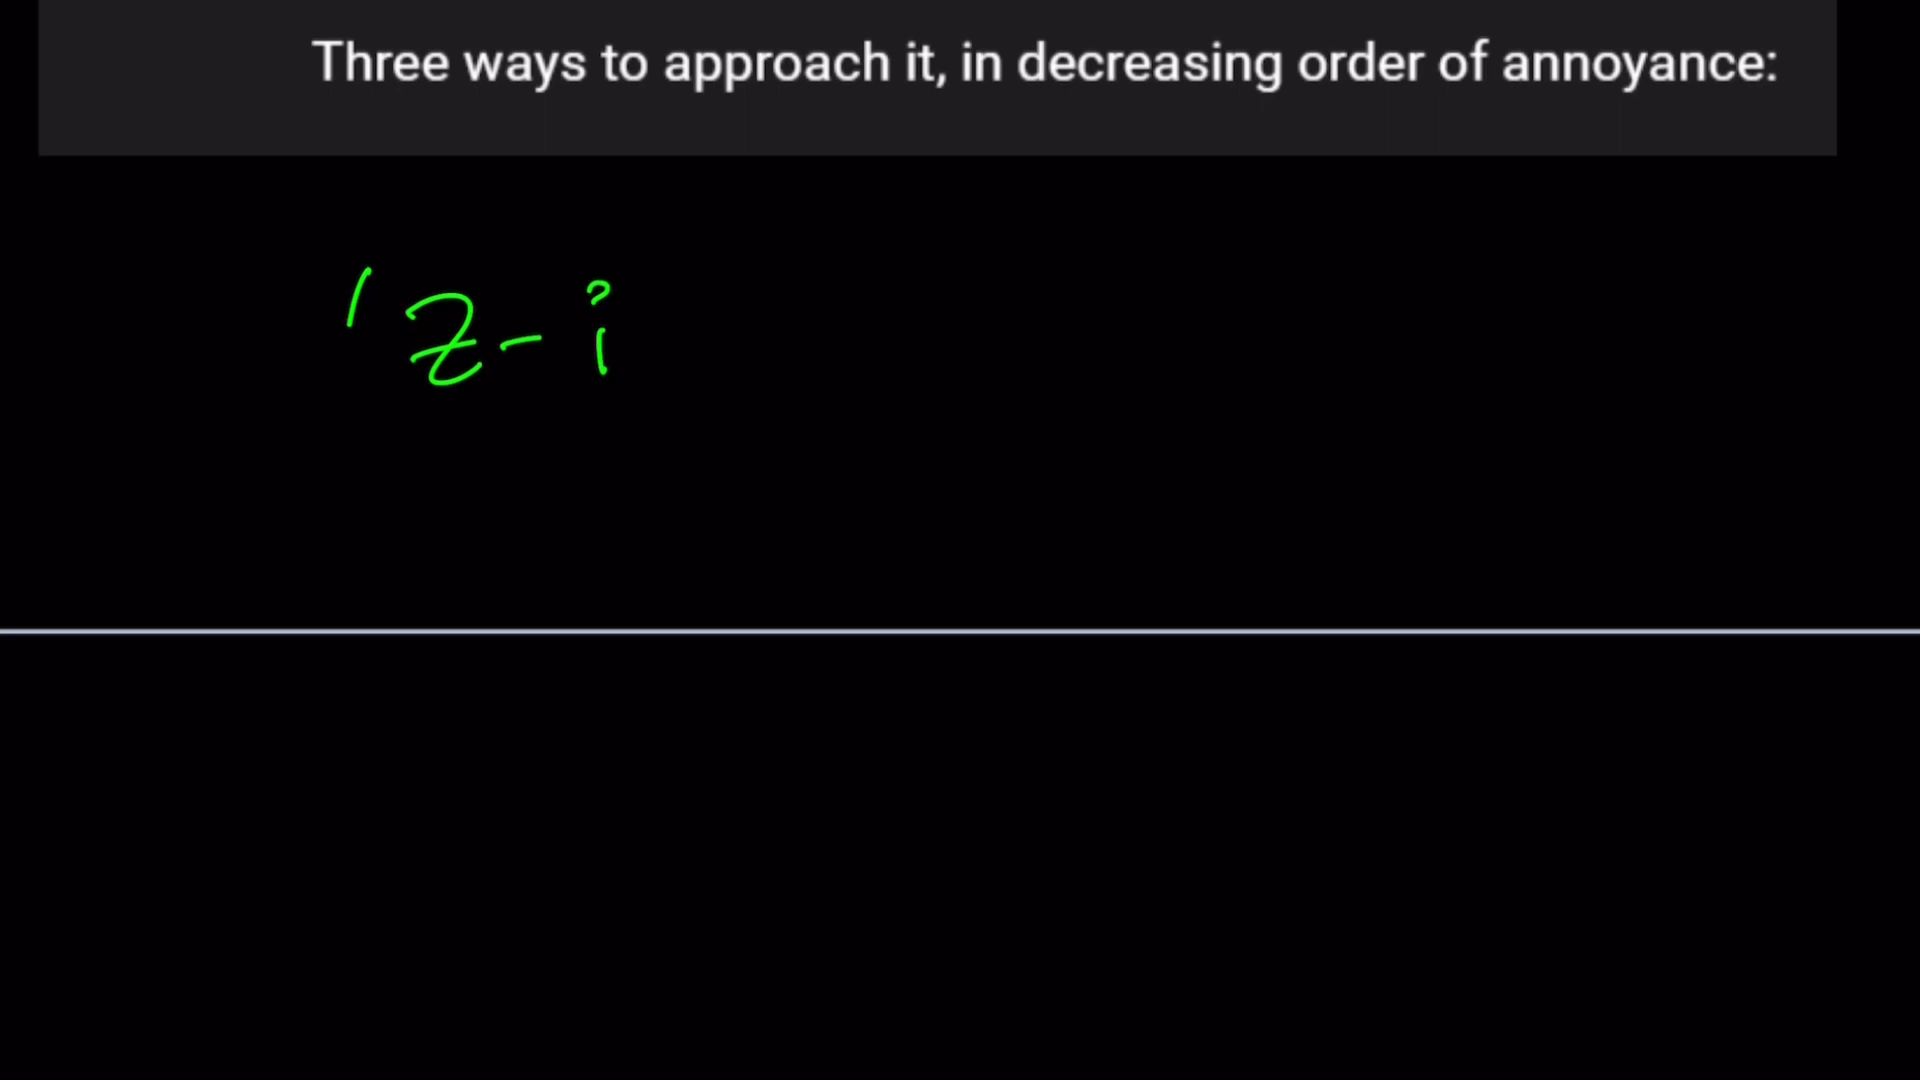 Three ways to approach it, in decreasing order of annoyance:
z - i